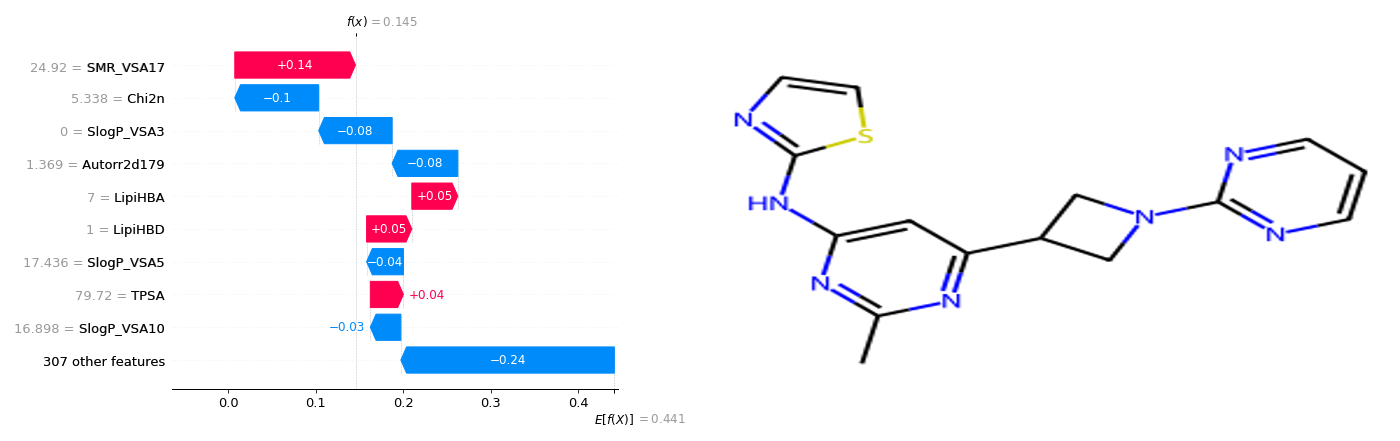 f(x) = 0.145
24.92 = SMR_VSA17
+0.14
5.338 = Chi2n
−0.1
0 = SlogP_VSA3
−0.08
1.369 = Autorr2d179
−0.08
7 = LipiHBA
+0.05
1 = LipiHBD
+0.05
17.436 = SlogP_VSA5
−0.04
79.72 = TPSA
+0.04
16.898 = SlogP_VSA10
−0.03
307 other features
−0.24
0.0 0.1 0.2 0.3 0.4
E[f(X)] = 0.441
N
S
HN
N
N
N
N
N